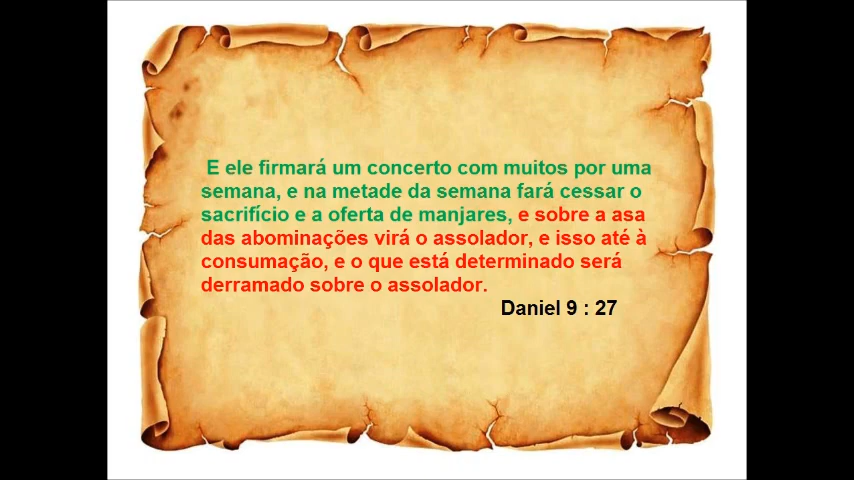 E ele firmará um concerto com muitos por uma
semana, e na metade da semana fará cessar o
sacrifício e a oferta de manjares, e sobre a asa
das abominações virá o assolador, e isso até à
consumação, e o que está determinado será
derramado sobre o assolador.
Daniel 9 : 27